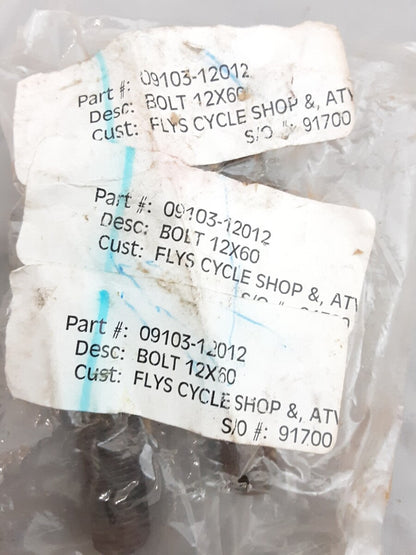 Part #: 09103-12012
Desc: BOLT 12X60
Cust: FLYS CYCLE SHOP &, ATV
S/O #: 91700
Part #: 09103-12012
Desc: BOLT 12X60
Cust: FLYS CYCLE SHOP &, ATV
S/O #: 91700
Part #: 09103-12012
Desc: BOLT 12X60
Cust: FLYS CYCLE SHOP &, ATV
S/O #: 91700